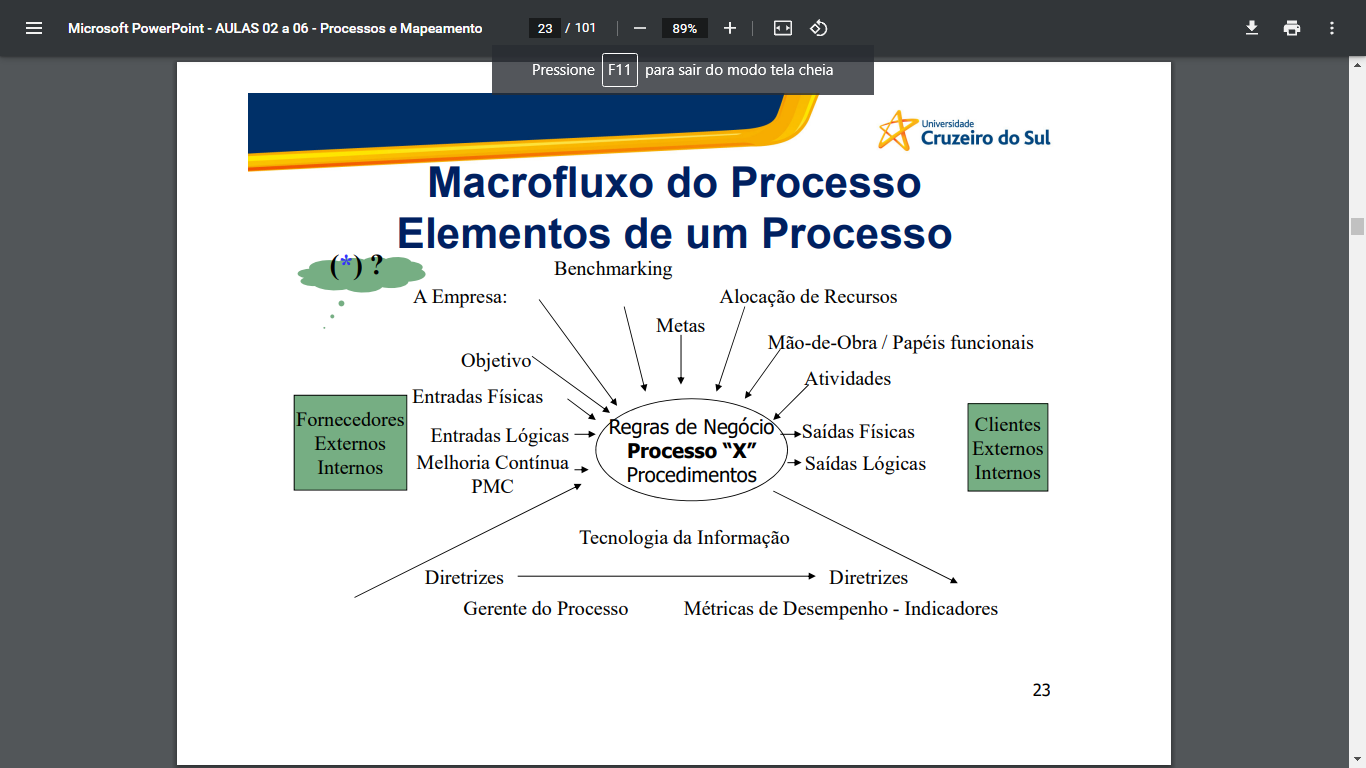 Microsoft PowerPoint - AULAS 02 a 06 - Processos e Mapeamento
23 / 101
89%
Pressione F11 para sair do modo tela cheia
Universidade
Cruzeiro do Sul
Macrofluxo do Processo
Elementos de um Processo
(*) ?
Benchmarking
A Empresa:
Alocação de Recursos
Metas
Mão-de-Obra / Papéis funcionais
Objetivo
Atividades
Entradas Físicas
Fornecedores
Externos
Internos
Entradas Lógicas
Melhoria Contínua
PMC
Regras de Negócio
Processo “X”
Procedimentos
Saídas Físicas
Saídas Lógicas
Clientes
Externos
Internos
Tecnologia da Informação
Diretrizes
Diretrizes
Gerente do Processo
Métricas de Desempenho - Indicadores
23